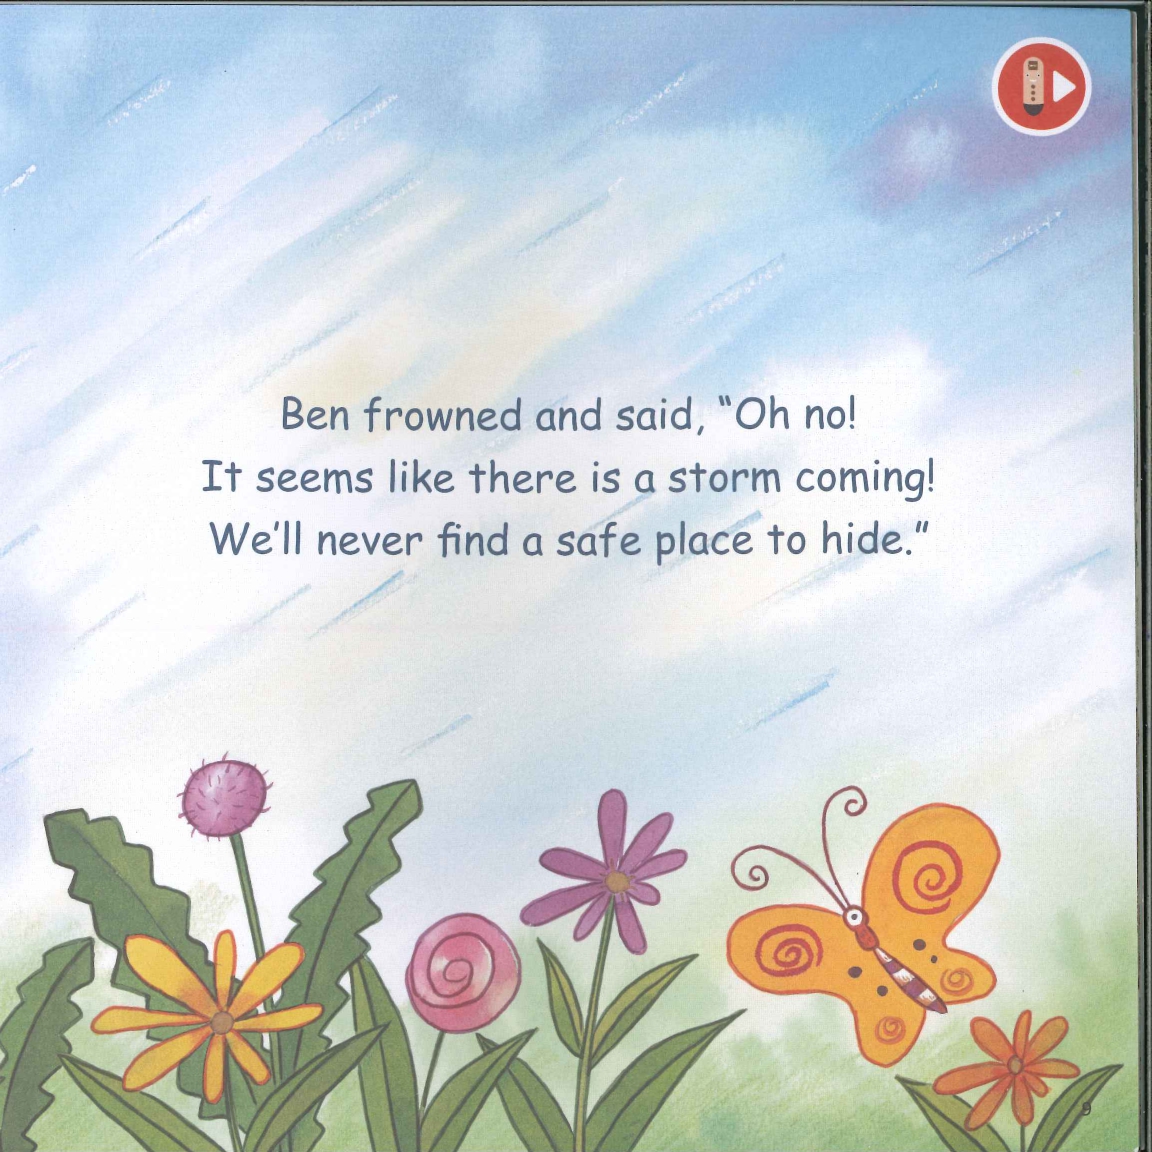 Ben frowned and said, “Oh no!
It seems like there is a storm coming!
We’ll never find a safe place to hide.”
9